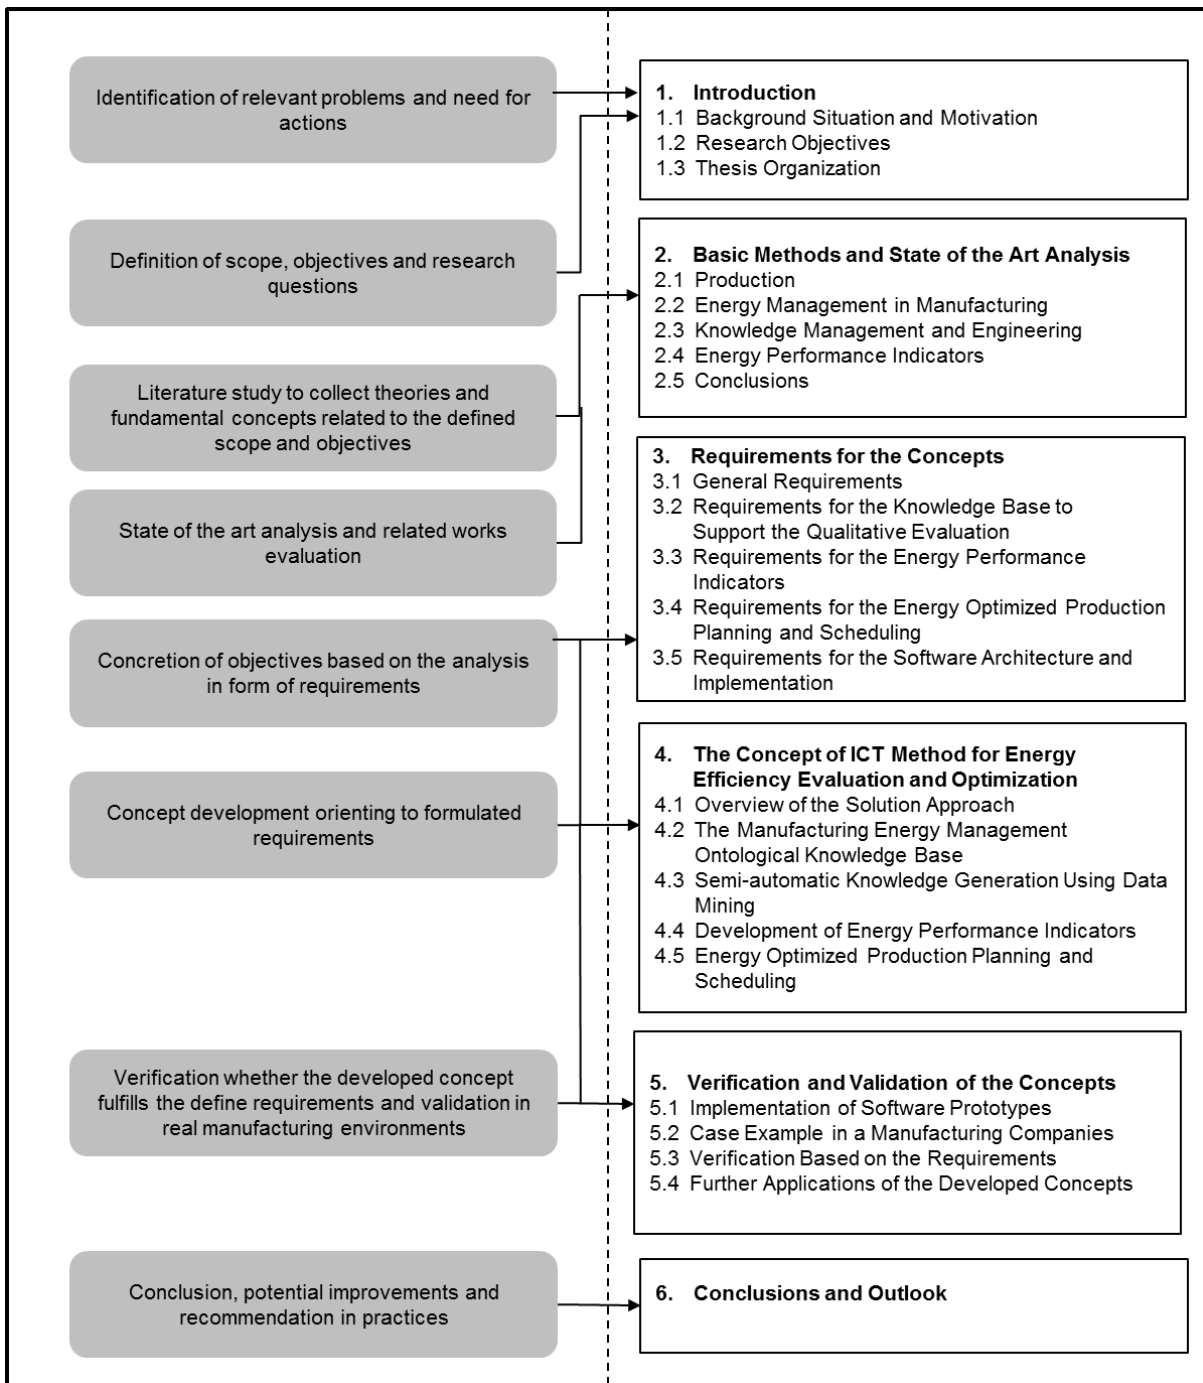 Identification of relevant problems and need for
actions
Definition of scope, objectives and research
questions
Literature study to collect theories and
fundamental concepts related to the defined
scope and objectives
State of the art analysis and related works
evaluation
Concretion of objectives based on the analysis
in form of requirements
Concept development orienting to formulated
requirements
Verification whether the developed concept
fulfills the define requirements and validation in
real manufacturing environments
Conclusion, potential improvements and
recommendation in practices
1. Introduction
1.1 Background Situation and Motivation
1.2 Research Objectives
1.3 Thesis Organization
2. Basic Methods and State of the Art Analysis
2.1 Production
2.2 Energy Management in Manufacturing
2.3 Knowledge Management and Engineering
2.4 Energy Performance Indicators
2.5 Conclusions
3. Requirements for the Concepts
3.1 General Requirements
3.2 Requirements for the Knowledge Base to
Support the Qualitative Evaluation
3.3 Requirements for the Energy Performance
Indicators
3.4 Requirements for the Energy Optimized Production
Planning and Scheduling
3.5 Requirements for the Software Architecture and
Implementation
4. The Concept of ICT Method for Energy
Efficiency Evaluation and Optimization
4.1 Overview of the Solution Approach
4.2 The Manufacturing Energy Management
Ontological Knowledge Base
4.3 Semi-automatic Knowledge Generation Using Data
Mining
4.4 Development of Energy Performance Indicators
4.5 Energy Optimized Production Planning and
Scheduling
5. Verification and Validation of the Concepts
5.1 Implementation of Software Prototypes
5.2 Case Example in a Manufacturing Companies
5.3 Verification Based on the Requirements
5.4 Further Applications of the Developed Concepts
6. Conclusions and Outlook